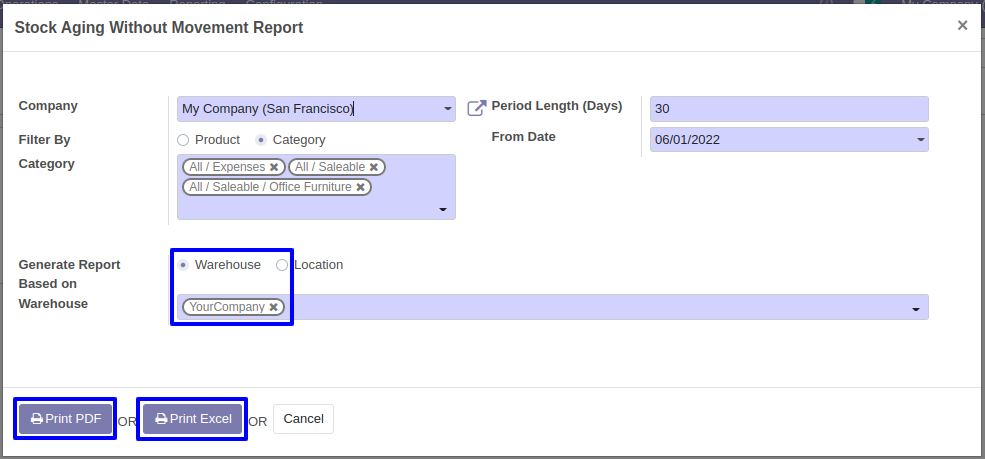 Operations Master Data Reporting Configuration My Company
Stock Aging Without Movement Report ×
Company My Company (San Francisco) Period Length (Days) 30
Filter By Product Category From Date 06/01/2022
Category All / Expenses ✖ All / Saleable ✖
All / Saleable / Office Furniture ✖
Generate Report Warehouse Location
Based on
Warehouse YourCompany ✖
Print PDF OR Print Excel OR Cancel